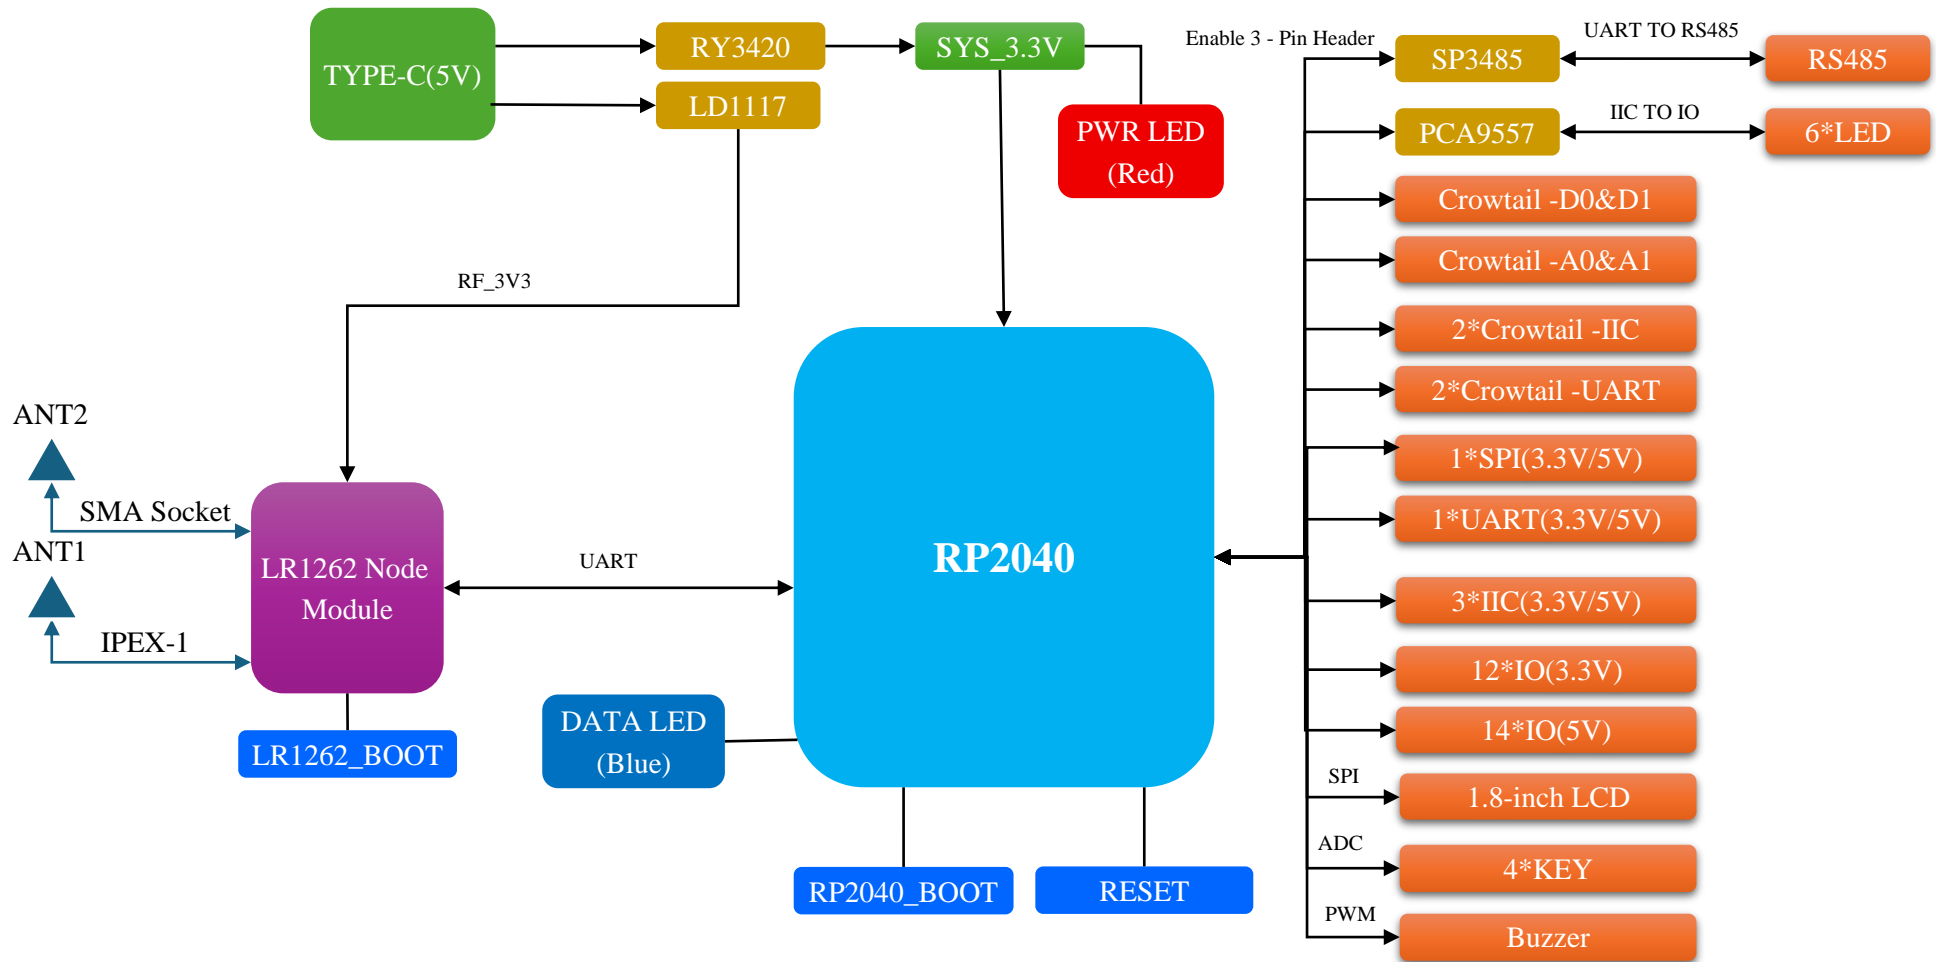 TYPE-C(5V)
RY3420
LD1117
SYS_3.3V
PWR LED
(Red)
RF_3V3
ANT2
SMA Socket
ANT1
IPEX-1
LR1262 Node
Module
LR1262_BOOT
UART
RP2040
DATA LED
(Blue)
RP2040_BOOT
RESET
Enable 3 - Pin Header
SP3485
UART TO RS485
RS485
PCA9557
IIC TO IO
6*LED
Crowtail -D0&D1
Crowtail -A0&A1
2*Crowtail -IIC
2*Crowtail -UART
1*SPI(3.3V/5V)
1*UART(3.3V/5V)
3*IIC(3.3V/5V)
12*IO(3.3V)
14*IO(5V)
SPI
1.8-inch LCD
ADC
4*KEY
PWM
Buzzer